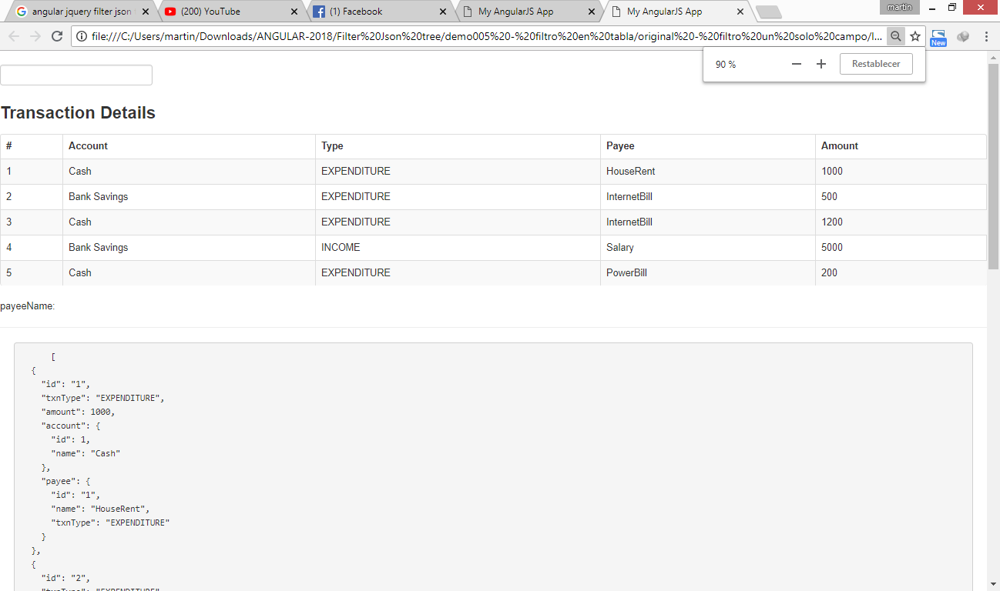 angular jquery filter json
(200) YouTube
(1) Facebook
My AngularJS App
My AngularJS App
martin
file:///C:/Users/martin/Downloads/ANGULAR-2018/Filter%20Json%20tree/demo005%20-%20filtro%20en%20tabla/original%20-%20filtro%20un%20solo%20campo/I...
New
90 %
Restablecer
Transaction Details
# Account Type Payee Amount
1 Cash EXPENDITURE HouseRent 1000
2 Bank Savings EXPENDITURE InternetBill 500
3 Cash EXPENDITURE InternetBill 1200
4 Bank Savings INCOME Salary 5000
5 Cash EXPENDITURE PowerBill 200
payeeName:
[
{
"id": "1",
"txnType": "EXPENDITURE",
"amount": 1000,
"account": {
"id": 1,
"name": "Cash"
},
"payee": {
"id": "1",
"name": "HouseRent",
"txnType": "EXPENDITURE"
}
},
{
"id": "2",
"txnType": "EXPENDITURE",